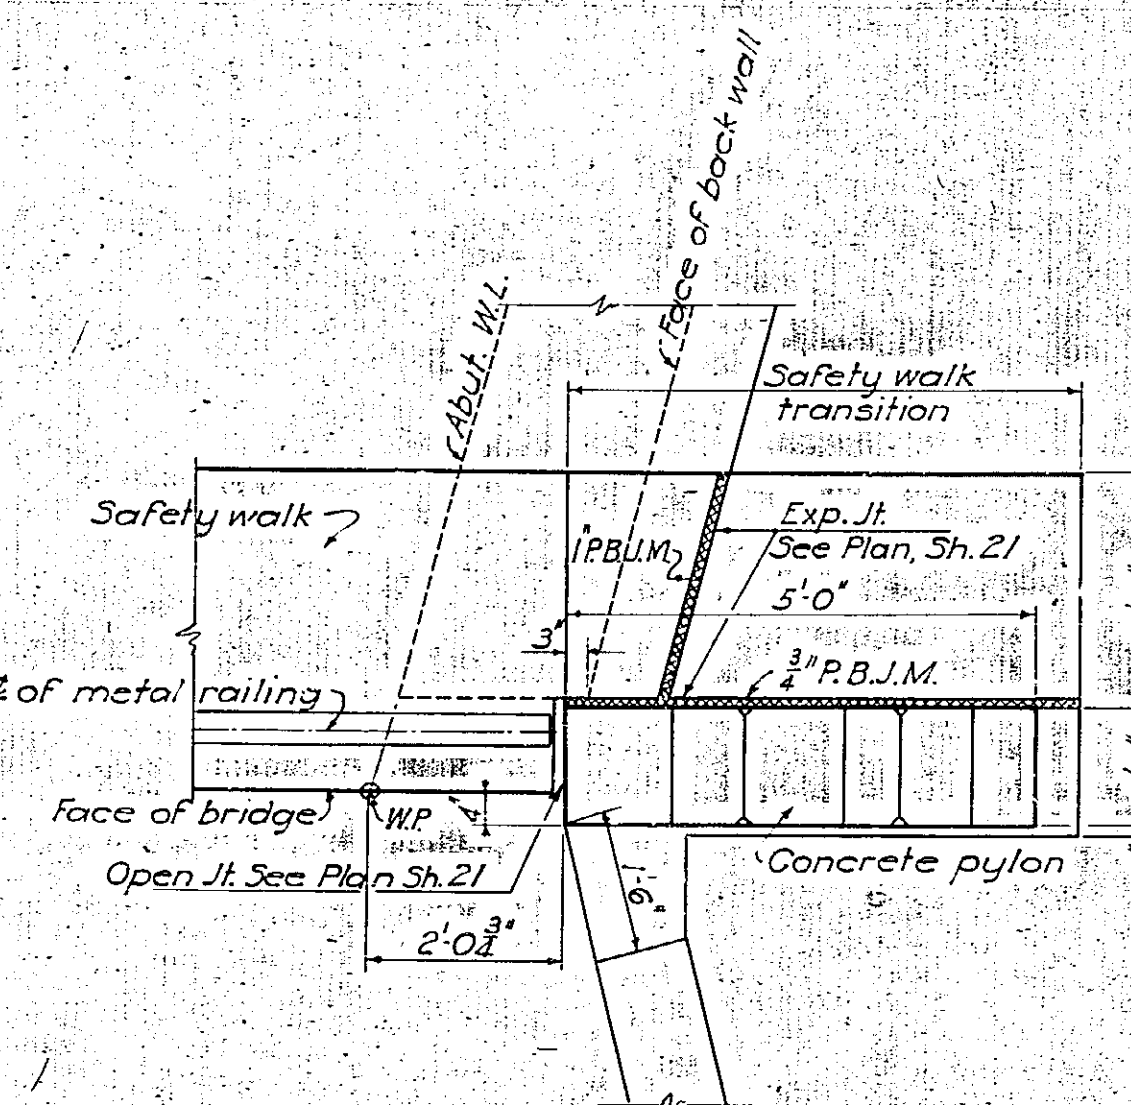 Face of back wall
Abut. W.L.
Safety walk
transition
Safety walk
Exp. Jt.
1" P.B.J.M.
See Plan, Sh. 21
5'-0"
3"
¾" P.B.J.M.
℄ of metal railing
Face of bridge
W.P.
4"
Open Jt. See Plan Sh. 21
Concrete pylon
1'-9"
2'-0¾"